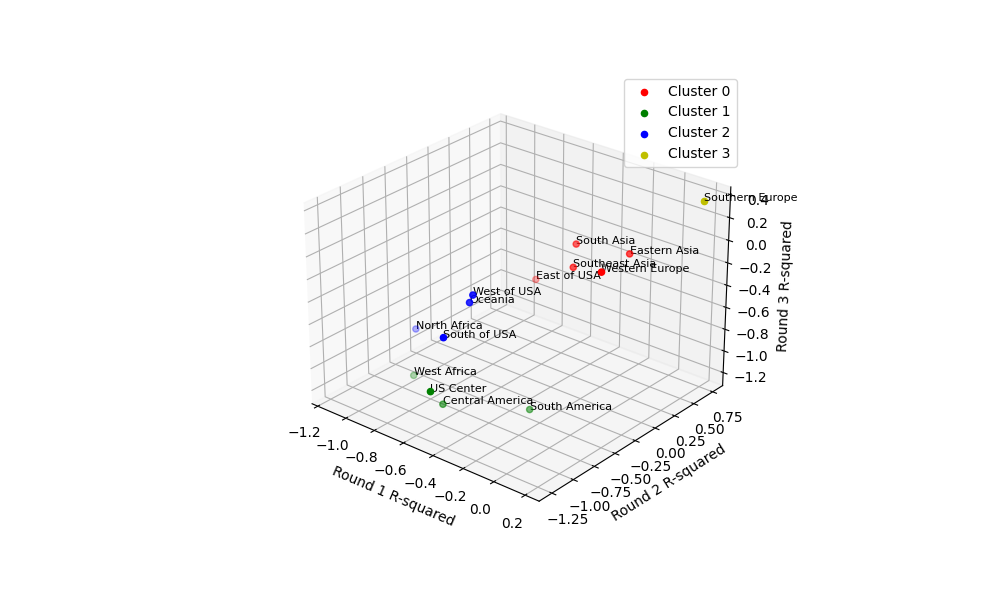 Cluster 0
Cluster 1
Cluster 2
Cluster 3
Southern Europe
South Asia
Eastern Asia
Southeast Asia
Western Europe
East of USA
West of USA
Oceania
North Africa
South of USA
West Africa
US Center
Central America
South America
0.4
0.2
0.0
−0.2
−0.4
−0.6
−0.8
−1.0
−1.2
Round 3 R-squared
−1.2
−1.0
−0.8
−0.6
−0.4
−0.2
0.0
0.2
Round 1 R-squared
0.75
0.50
0.25
0.00
−0.25
−0.50
−0.75
−1.00
−1.25
Round 2 R-squared